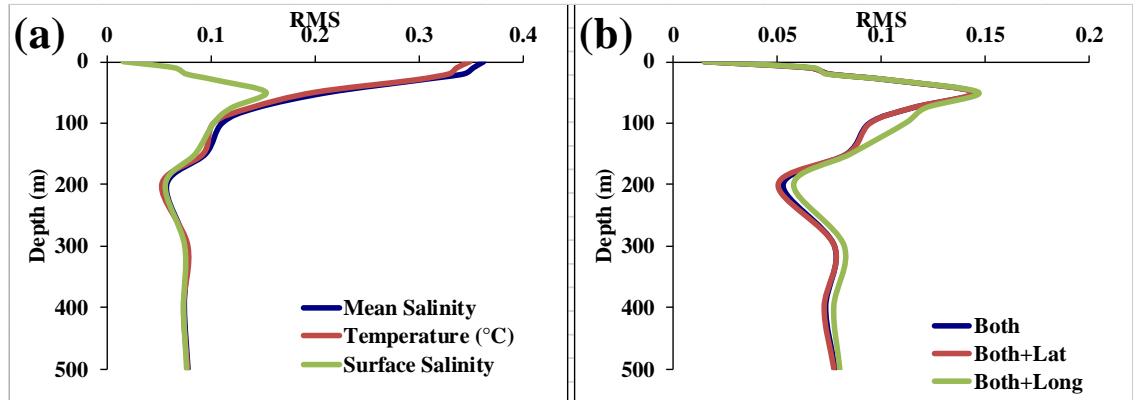 (a)
RMS
0 0.1 0.2 0.3 0.4
0
100
200
300
400
500
Depth (m)
Mean Salinity
Temperature (°C)
Surface Salinity
(b)
RMS
0 0.05 0.1 0.15 0.2
0
100
200
300
400
500
Depth (m)
Both
Both+Lat
Both+Long